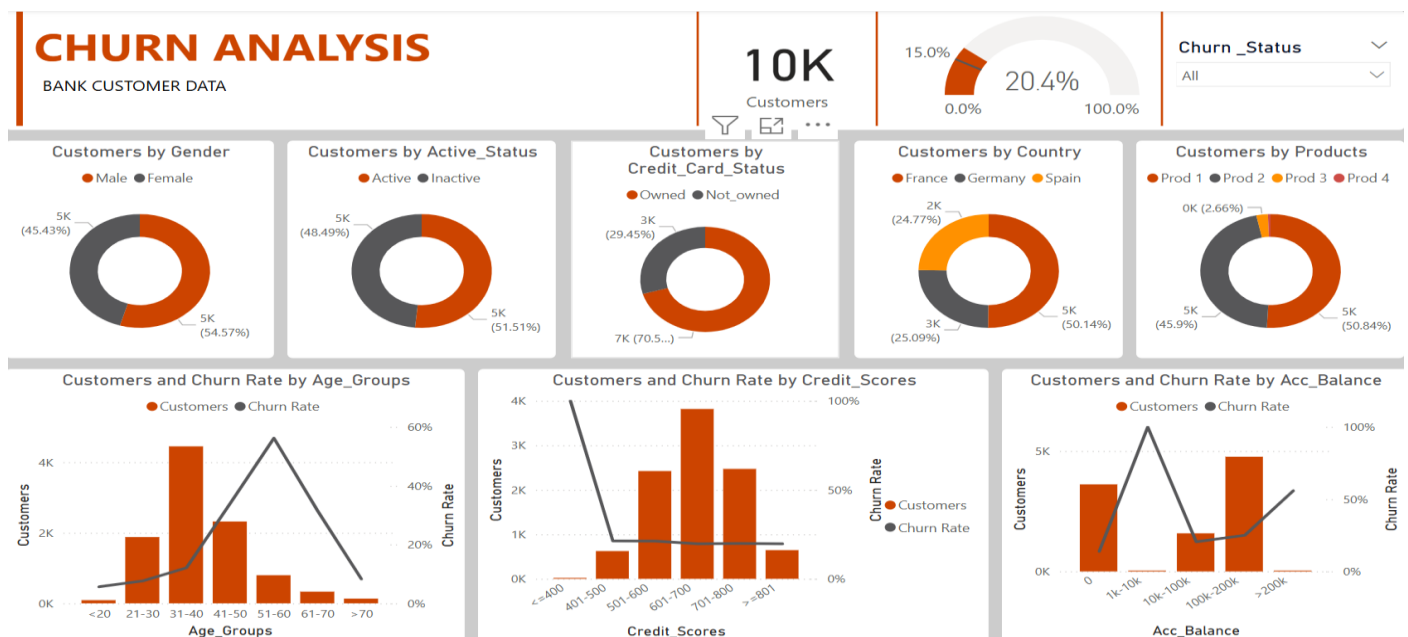 CHURN ANALYSIS
BANK CUSTOMER DATA
10K
Customers
15.0%
20.4%
0.0%
100.0%
Churn _Status
All
Customers by Gender
Male Female
5K
(45.43%)
5K
(54.57%)
Customers by Active_Status
Active Inactive
5K
(48.49%)
5K
(51.51%)
Customers by
Credit_Card_Status
Owned Not_owned
3K
(29.45%)
7K (70.5...)
Customers by Country
France Germany Spain
2K
(24.77%)
3K
(25.09%)
5K
(50.14%)
Customers by Products
Prod 1 Prod 2 Prod 3 Prod 4
0K (2.66%)
5K
(45.9%)
5K
(50.84%)
Customers and Churn Rate by Age_Groups
Customers Churn Rate
Customers
4K
2K
0K
60%
40%
20%
0%
Churn Rate
<20 21-30 31-40 41-50 51-60 61-70 >70
Age_Groups
Customers and Churn Rate by Credit_Scores
Customers
4K
3K
2K
1K
0K
100%
50%
0%
Churn Rate
Customers
Churn Rate
<=400 401-500 501-600 601-700 701-800 >=801
Credit_Scores
Customers and Churn Rate by Acc_Balance
Customers Churn Rate
Customers
5K
0K
100%
50%
0%
Churn Rate
0 1k-10k 10k-100k 100k-200k >200k
Acc_Balance